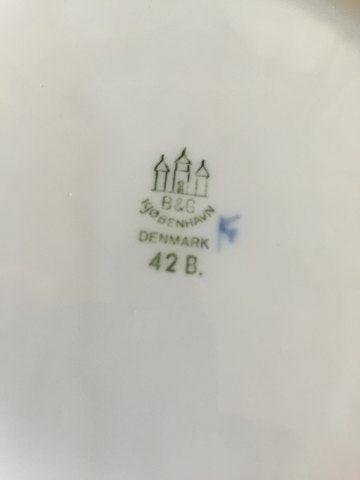 B&G
KJØBENHAVN
DENMARK
42 B.